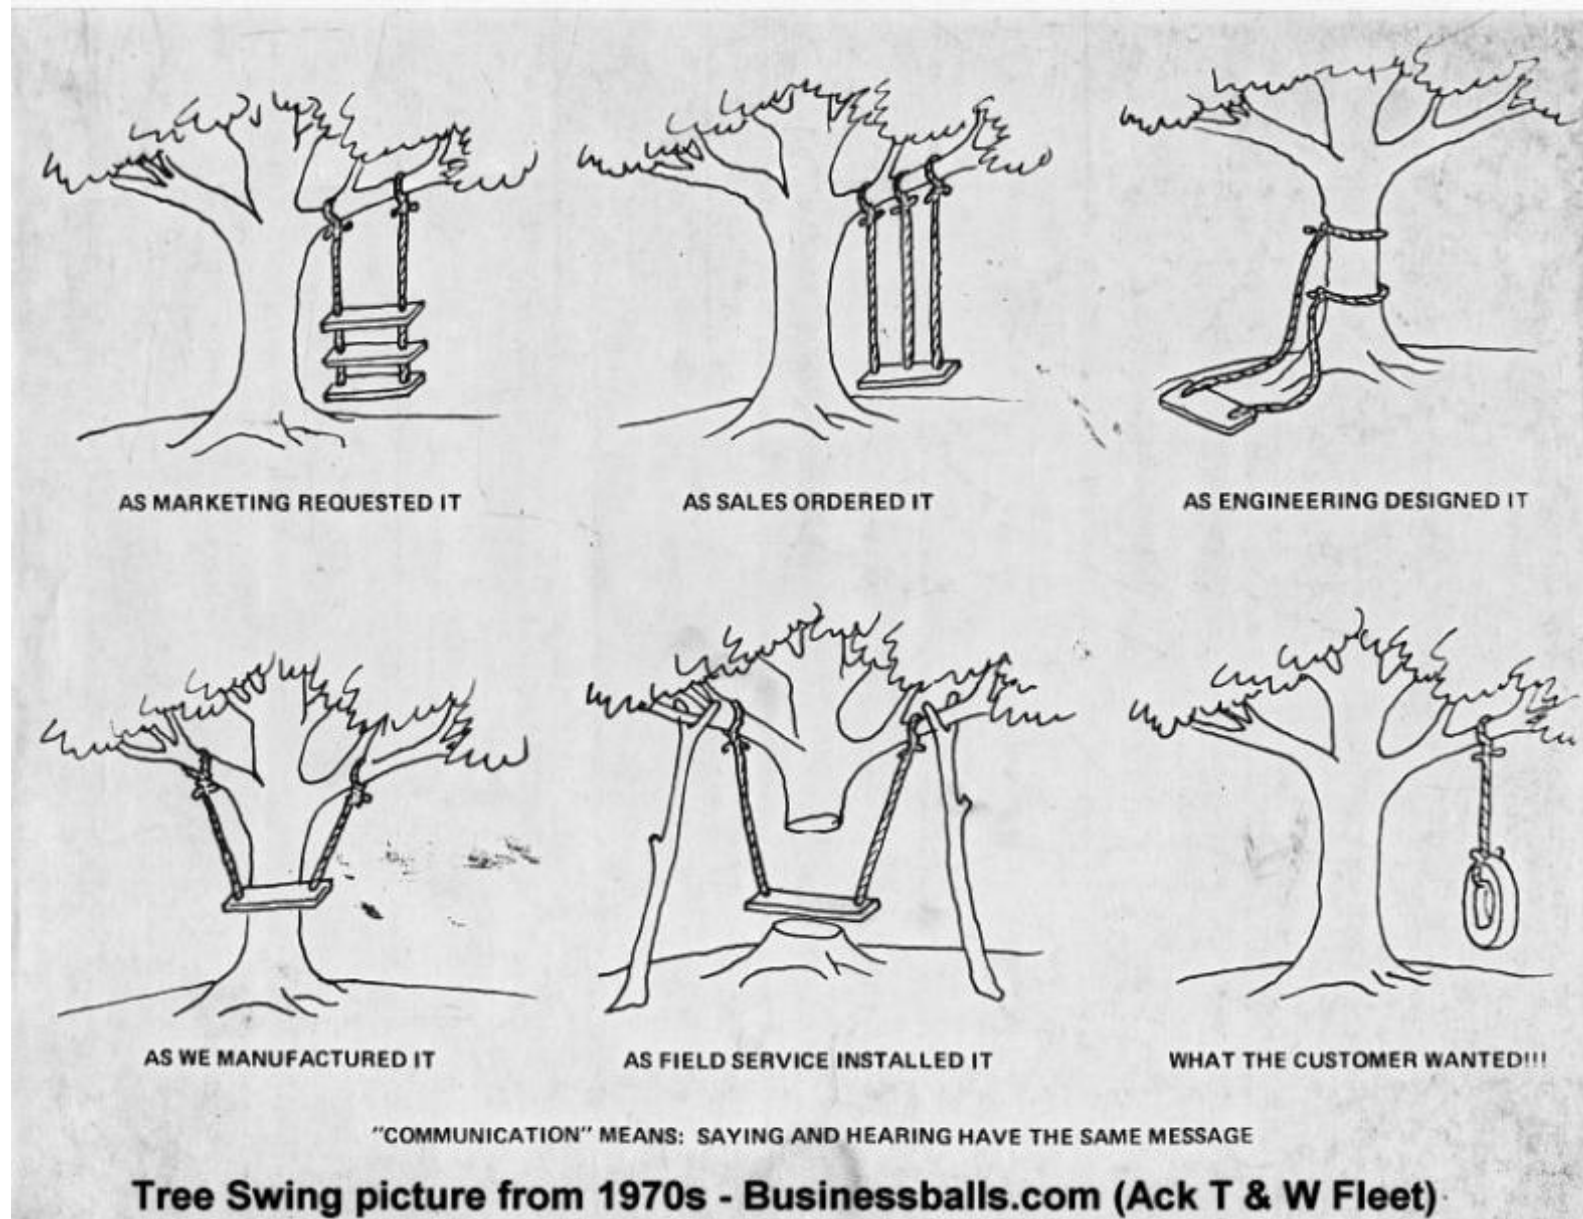 AS MARKETING REQUESTED IT
AS SALES ORDERED IT
AS ENGINEERING DESIGNED IT
AS WE MANUFACTURED IT
AS FIELD SERVICE INSTALLED IT
WHAT THE CUSTOMER WANTED!!!
"COMMUNICATION" MEANS: SAYING AND HEARING HAVE THE SAME MESSAGE
Tree Swing picture from 1970s - Businessballs.com (Ack T & W Fleet)